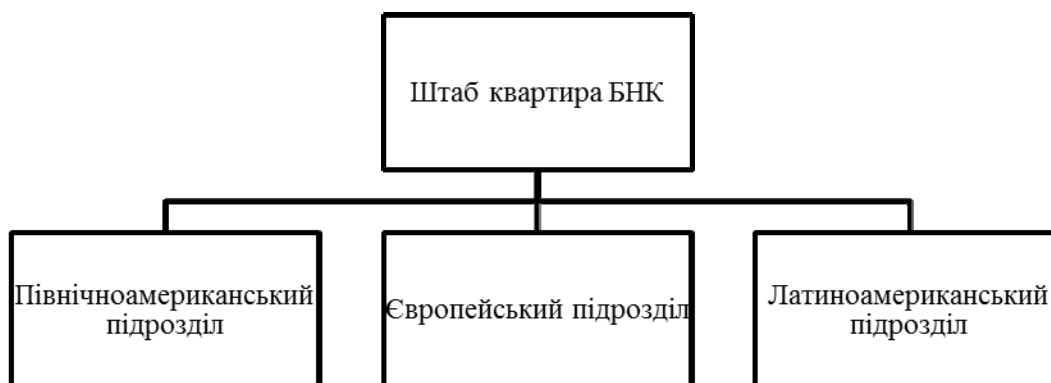 Штаб квартира БНК
Північноамериканський
підрозділ
Європейський підрозділ
Латиноамериканський
підрозділ